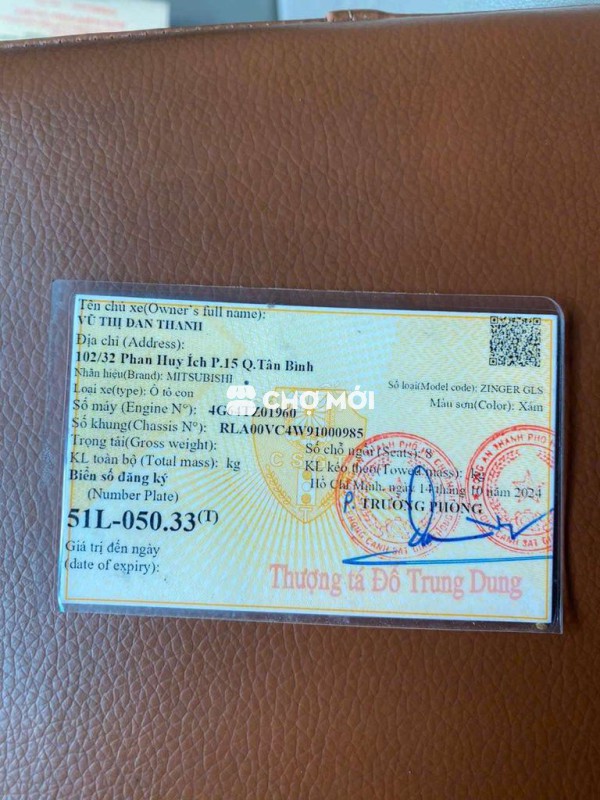 Tên chủ xe(Owner's full name):
VŨ THỊ ĐAN THANH
Địa chỉ (Address):
102/32 Phan Huy Ích P.15 Q.Tân Bình
Nhãn hiệu(Brand): MITSUBISHI
Số loại(Model code): ZINGER GLS
Loại xe(type): Ô tô con
Màu sơn(Color): Xám
CHỢ MỚI
Số máy (Engine N°):
Số khung(Chassis N°): RLA00VC4W91000985
Trọng tải(Gross weight):
Số chỗ ngồi (Seats): 8
KL toàn bộ (Total mass): kg
KL kéo theo(Towed mass):
Biển số đăng ký
Hồ Chí Minh, ngày 14 tháng 2024
(Number Plate)
P. TRƯỞNG PHÒNG
51L-050.33(T)
Giá trị đến ngày
(date of expiry):
Thượng tá Đỗ Trung Dung